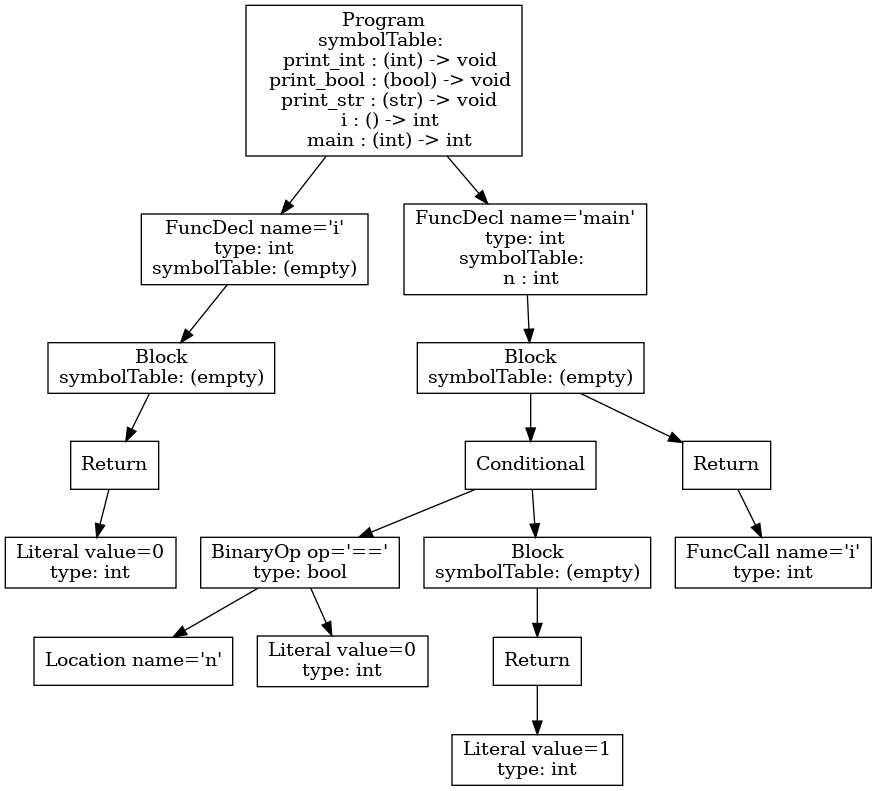 Program
symbolTable:
print_int : (int) -> void
print_bool : (bool) -> void
print_str : (str) -> void
i : () -> int
main : (int) -> int
FuncDecl name='i'
type: int
symbolTable: (empty)
FuncDecl name='main'
type: int
symbolTable:
n : int
Block
symbolTable: (empty)
Block
symbolTable: (empty)
Return
Conditional
Return
Literal value=0
type: int
BinaryOp op='=='
type: bool
Block
symbolTable: (empty)
FuncCall name='i'
type: int
Location name='n'
Literal value=0
type: int
Return
Literal value=1
type: int